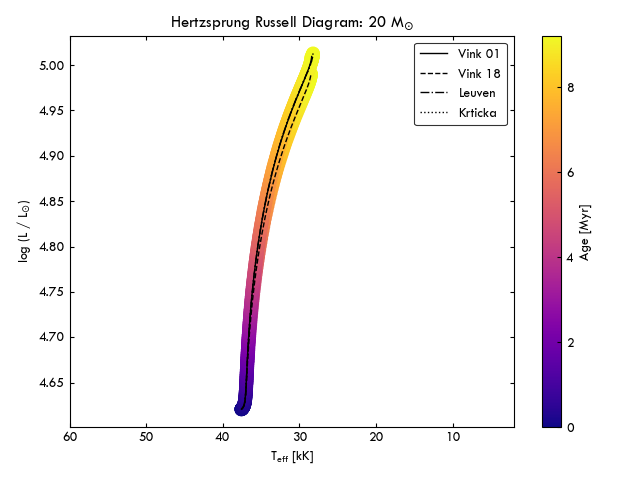 Hertzsprung Russell Diagram: 20 M☉
Vink 01
Vink 18
Leuven
Krticka
5.00
4.95
4.90
4.85
4.80
4.75
4.70
4.65
log (L / L☉)
60 50 40 30 20 10
T_eff [kK]
8
6
4
2
0
Age [Myr]